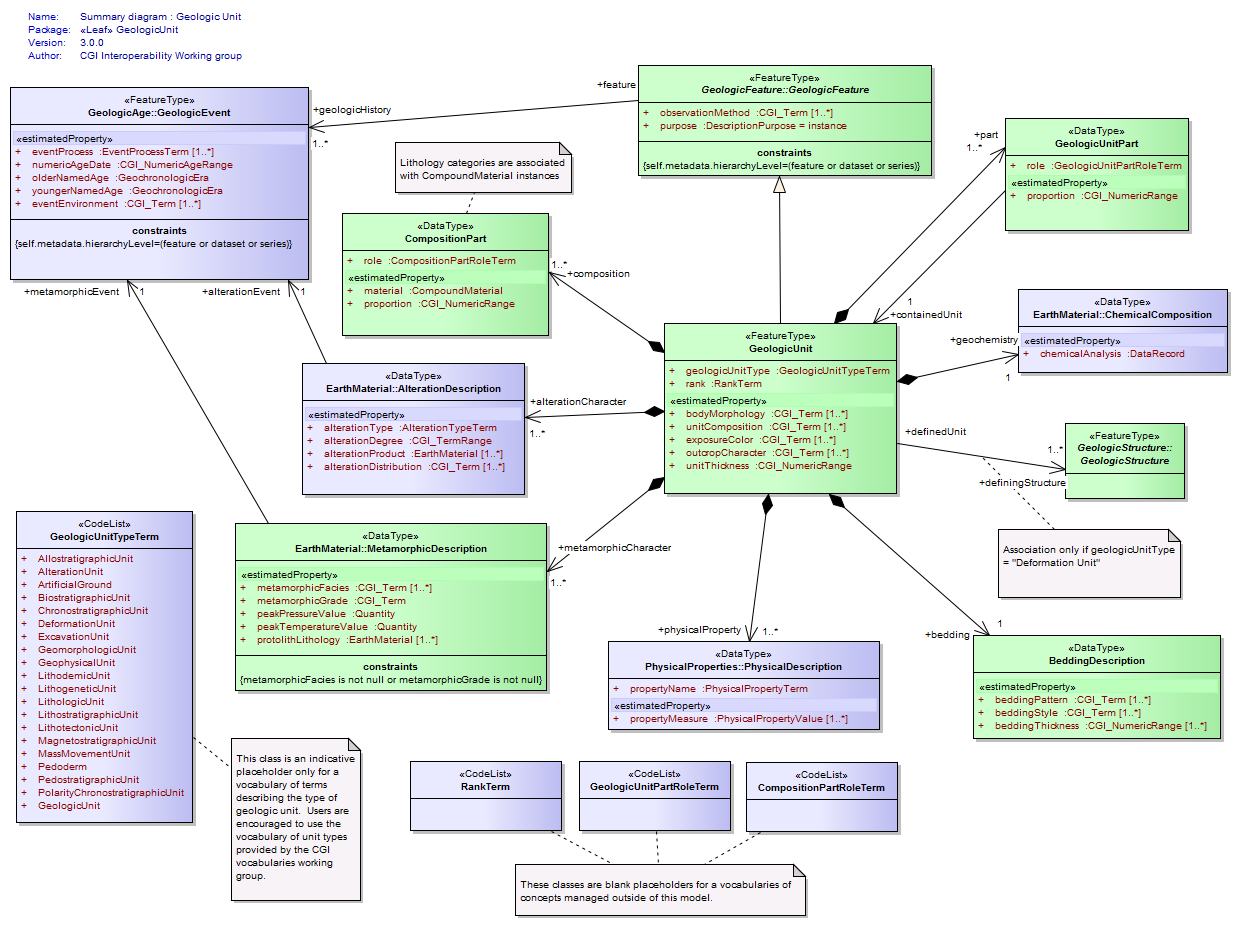 Name: Summary diagram : Geologic Unit
Package: «Leaf» GeologicUnit
Version: 3.0.0
Author: CGI Interoperability Working group
«FeatureType»
GeologicAge::GeologicEvent
«estimatedProperty»
+ eventProcess :EventProcessTerm [1..*]
+ numericAgeDate :CGI_NumericAgeRange
+ olderNamedAge :GeochronologicEra
+ youngerNamedAge :GeochronologicEra
+ eventEnvironment :CGI_Term [1..*]
constraints
{self.metadata.hierarchyLevel=(feature or dataset or series)}
+geologicHistory
1..*
+feature
«FeatureType»
GeologicFeature::GeologicFeature
+ observationMethod :CGI_Term [1..*]
+ purpose :DescriptionPurpose = instance
constraints
{self.metadata.hierarchyLevel=(feature or dataset or series)}
+part
1..*
«DataType»
GeologicUnitPart
+ role :GeologicUnitPartRoleTerm
«estimatedProperty»
+ proportion :CGI_NumericRange
Lithology categories are associated
with CompoundMaterial instances
«DataType»
CompositionPart
+ role :CompositionPartRoleTerm
«estimatedProperty»
+ material :CompoundMaterial
+ proportion :CGI_NumericRange
1..*
+composition
+metamorphicEvent
1
+alterationEvent
1
1
+containedUnit
«DataType»
EarthMaterial::ChemicalComposition
«estimatedProperty»
+ chemicalAnalysis :DataRecord
+geochemistry
1
«FeatureType»
GeologicUnit
+ geologicUnitType :GeologicUnitTypeTerm
+ rank :RankTerm
«estimatedProperty»
+ bodyMorphology :CGI_Term [1..*]
+ unitComposition :CGI_Term [1..*]
+ exposureColor :CGI_Term [1..*]
+ outcropCharacter :CGI_Term [1..*]
+ unitThickness :CGI_NumericRange
«DataType»
EarthMaterial::AlterationDescription
«estimatedProperty»
+ alterationType :AlterationTypeTerm
+ alterationDegree :CGI_TermRange
+ alterationProduct :EarthMaterial [1..*]
+ alterationDistribution :CGI_Term [1..*]
+alterationCharacter
1..*
+definedUnit
1..*
+definingStructure
«FeatureType»
GeologicStructure::
GeologicStructure
Association only if geologicUnitType
= "Deformation Unit"
«CodeList»
GeologicUnitTypeTerm
+ AllostratigraphicUnit
+ AlterationUnit
+ ArtificialGround
+ BiostratigraphicUnit
+ ChronostratigraphicUnit
+ DeformationUnit
+ ExcavationUnit
+ GeomorphologicUnit
+ GeophysicalUnit
+ LithodemicUnit
+ LithogeneticUnit
+ LithologicUnit
+ LithostratigraphicUnit
+ LithotectonicUnit
+ MagnetostratigraphicUnit
+ MassMovementUnit
+ Pedoderm
+ PedostratigraphicUnit
+ PolarityChronostratigraphicUnit
+ GeologicUnit
«DataType»
EarthMaterial::MetamorphicDescription
«estimatedProperty»
+ metamorphicFacies :CGI_Term [1..*]
+ metamorphicGrade :CGI_Term
+ peakPressureValue :Quantity
+ peakTemperatureValue :Quantity
+ protolithLithology :EarthMaterial [1..*]
constraints
{metamorphicFacies is not null or metamorphicGrade is not null}
+metamorphicCharacter
1..*
+physicalProperty
1..*
«DataType»
PhysicalProperties::PhysicalDescription
+ propertyName :PhysicalPropertyTerm
«estimatedProperty»
+ propertyMeasure :PhysicalPropertyValue [1..*]
1
+bedding
«DataType»
BeddingDescription
«estimatedProperty»
+ beddingPattern :CGI_Term [1..*]
+ beddingStyle :CGI_Term [1..*]
+ beddingThickness :CGI_NumericRange [1..*]
This class is an indicative
placeholder only for a
vocabulary of terms
describing the type of
geologic unit. Users are
encouraged to use the
vocabulary of unit types
provided by the CGI
vocabularies working
group.
«CodeList»
RankTerm
«CodeList»
GeologicUnitPartRoleTerm
«CodeList»
CompositionPartRoleTerm
These classes are blank placeholders for a vocabularies of
concepts managed outside of this model.